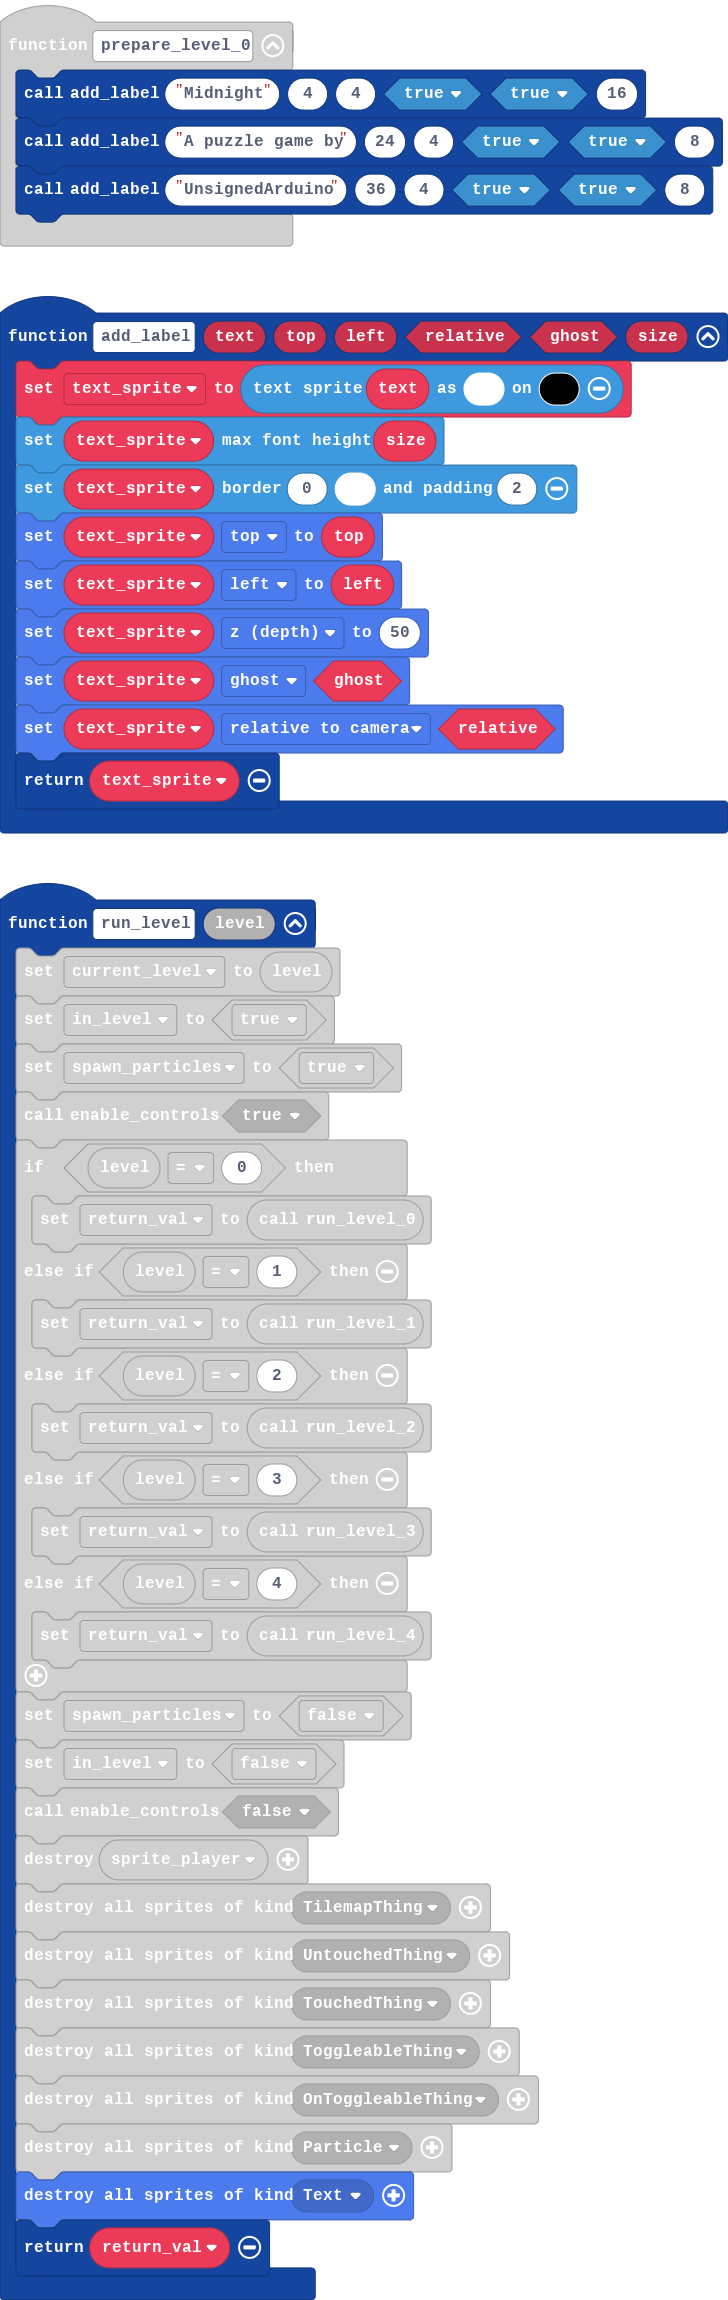 function prepare_level_0
call add_label "Midnight" 4 4 true true 16
call add_label "A puzzle game by" 24 4 true true 8
call add_label "UnsignedArduino" 36 4 true true 8
function add_label text top left relative ghost size
set text_sprite to text sprite text as on
set text_sprite max font height size
set text_sprite border 0 and padding 2
set text_sprite top to top
set text_sprite left to left
set text_sprite z (depth) to 50
set text_sprite ghost ghost
set text_sprite relative to camera relative
return text_sprite
function run_level level
set current_level to level
set in_level to true
set spawn_particles to true
call enable_controls true
if level = 0 then
set return_val to call run_level_0
else if level = 1 then
set return_val to call run_level_1
else if level = 2 then
set return_val to call run_level_2
else if level = 3 then
set return_val to call run_level_3
else if level = 4 then
set return_val to call run_level_4
set spawn_particles to false
set in_level to false
call enable_controls false
destroy sprite_player
destroy all sprites of kind TilemapThing
destroy all sprites of kind UntouchedThing
destroy all sprites of kind TouchedThing
destroy all sprites of kind ToggleableThing
destroy all sprites of kind OnToggleableThing
destroy all sprites of kind Particle
destroy all sprites of kind Text
return return_val